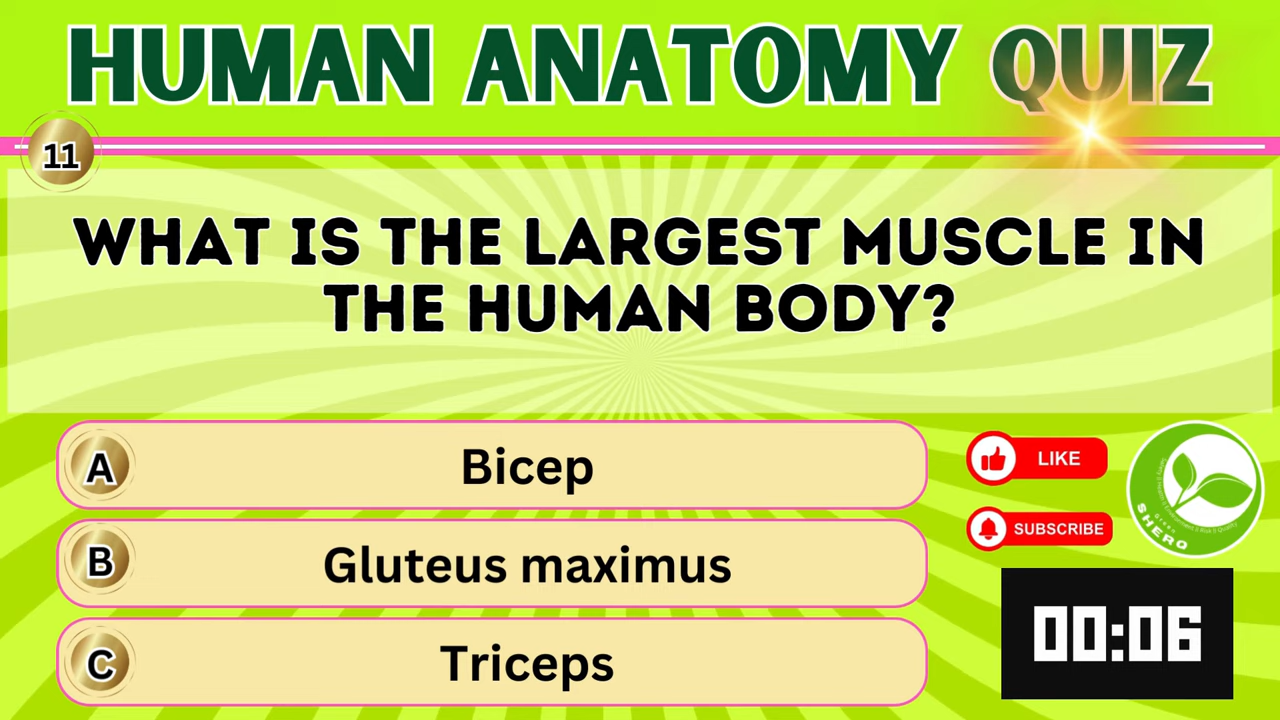 HUMAN ANATOMY QUIZ
11
WHAT IS THE LARGEST MUSCLE IN
THE HUMAN BODY?
A Bicep
B Gluteus maximus
C Triceps
LIKE
SUBSCRIBE
SHERQ
00:06